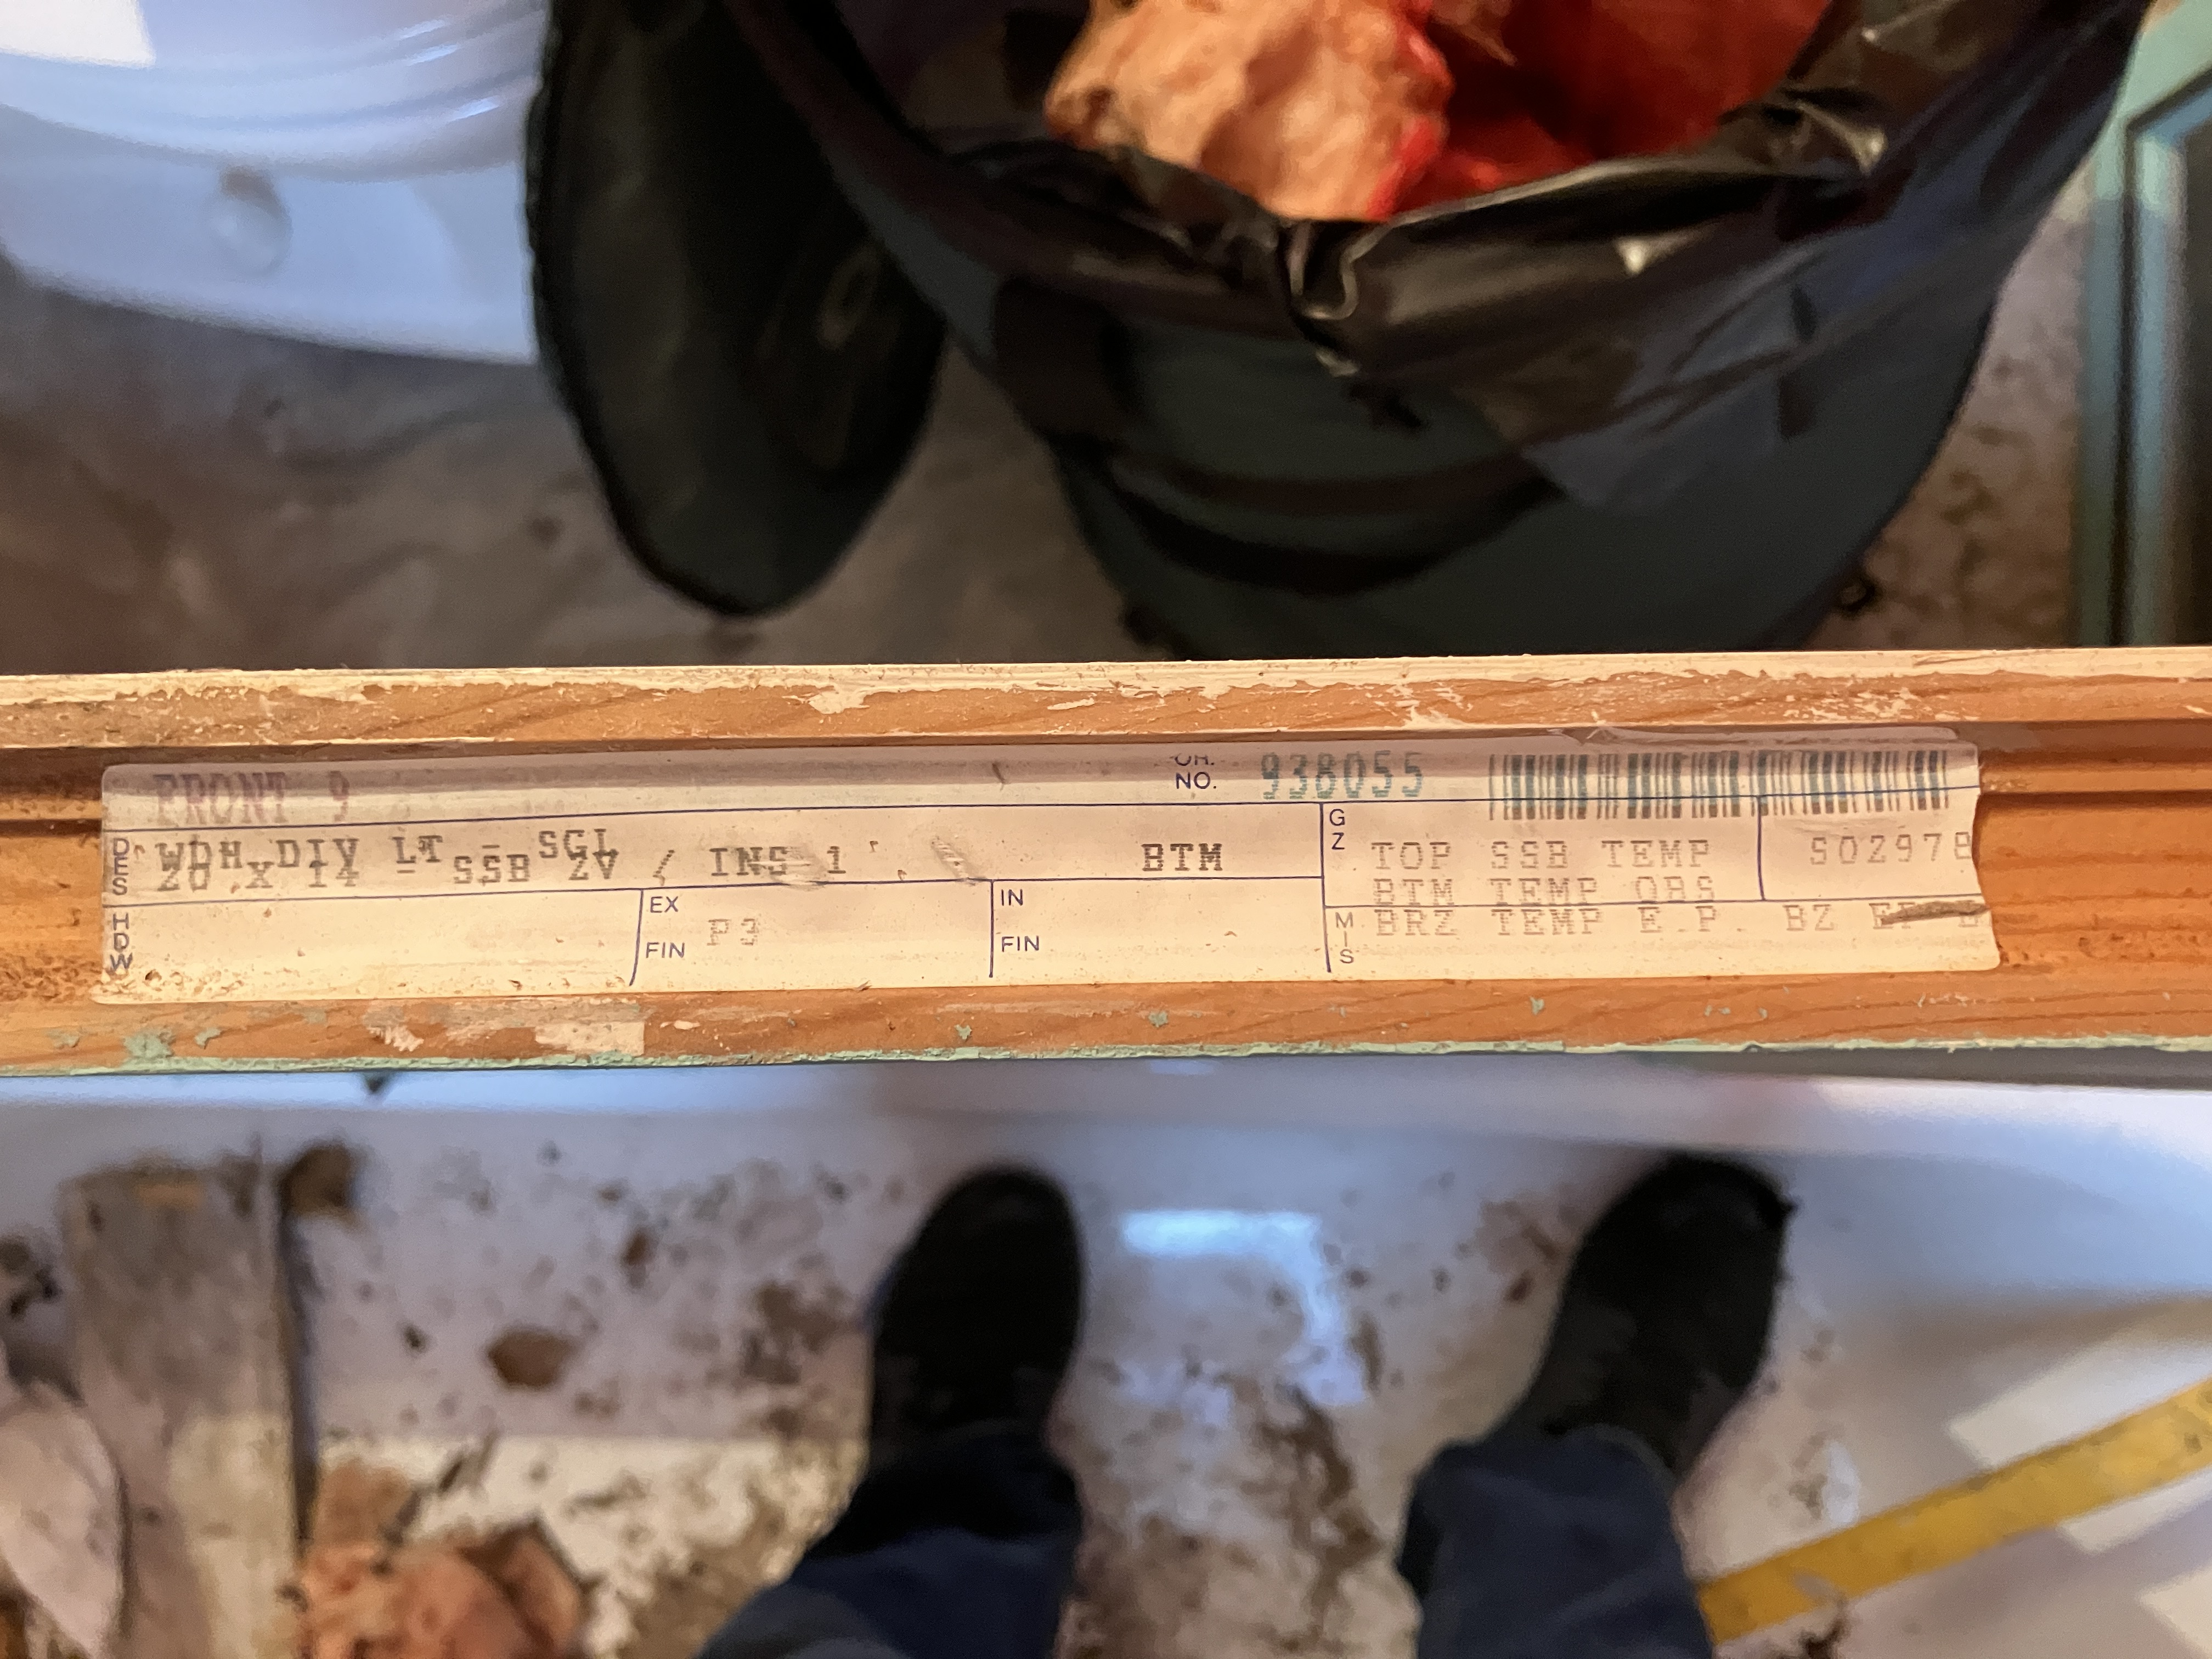 FRONT 9
OR.
NO. 938055
DES WDH DIV LT SGL
20 X 14 SSB / INS 1 BTM
GZ TOP SSB TEMP S02978
BTM TEMP OBS
HDW
EX
FIN P3
IN
FIN
MIS BRZ TEMP E.P. BZ